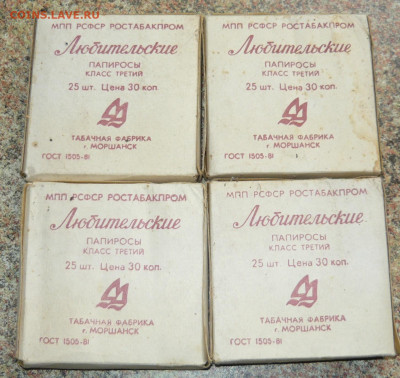 COINS.LAVE.RU
МПП РСФСР РОСТАБАКПРОМ
Любительские
ПАПИРОСЫ
КЛАСС ТРЕТИЙ
25 шт. Цена 30 коп.
ТАБАЧНАЯ ФАБРИКА
г. МОРШАНСК
ГОСТ 1505-81
МПП РСФСР РОСТАБАКПРОМ
Любительские
ПАПИРОСЫ
КЛАСС ТРЕТИЙ
25 шт. Цена 30 коп.
ТАБАЧНАЯ ФАБРИКА
г. МОРШАНСК
ГОСТ 1505-81
МПП РСФСР РОСТАБАКПРОМ
Любительские
ПАПИРОСЫ
КЛАСС ТРЕТИЙ
25 шт. Цена 30 коп.
ТАБАЧНАЯ ФАБРИКА
г. МОРШАНСК
ГОСТ 1505-81
МПП РСФСР РОСТАБАКПРОМ
Любительские
ПАПИРОСЫ
КЛАСС ТРЕТИЙ
25 шт. Цена 30 коп.
ТАБАЧНАЯ ФАБРИКА
г. МОРШАНСК
ГОСТ 1505-81